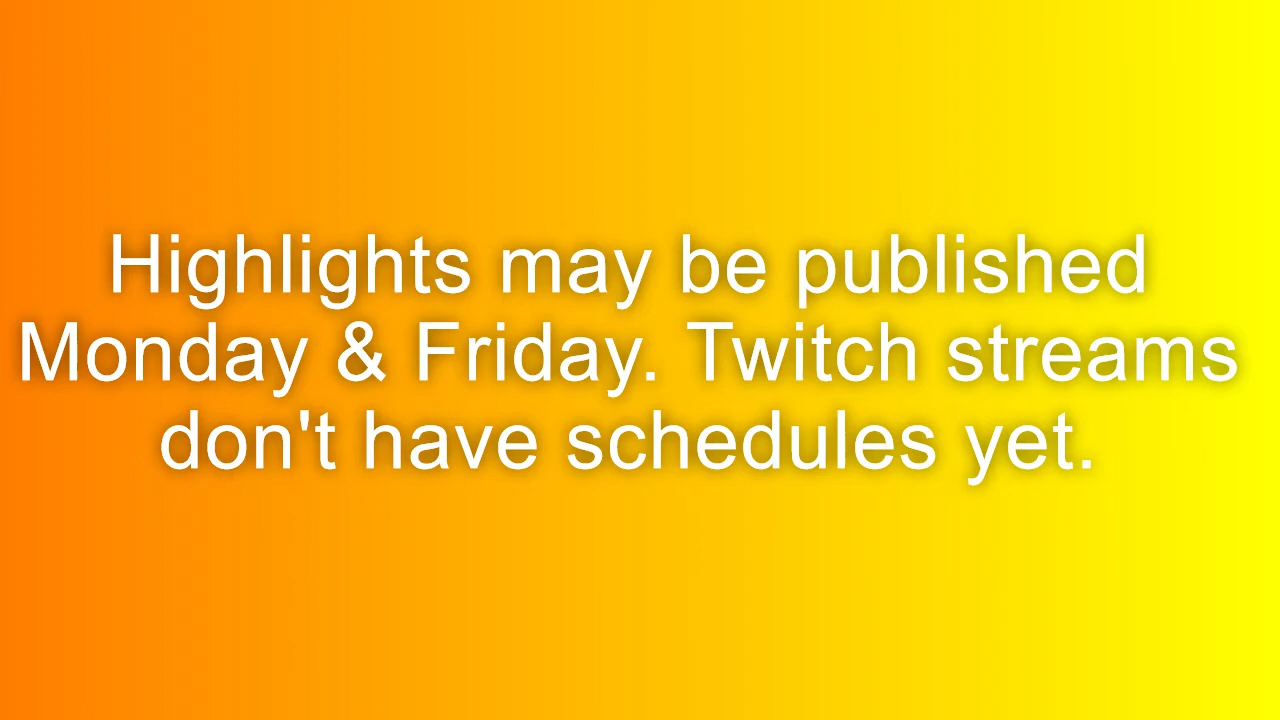 Highlights may be published
Monday & Friday. Twitch streams
don't have schedules yet.